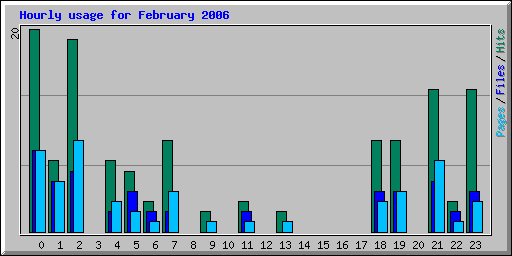 Hourly usage for February 2006
20
Pages / Files / Hits
0 1 2 3 4 5 6 7 8 9 10 11 12 13 14 15 16 17 18 19 20 21 22 23